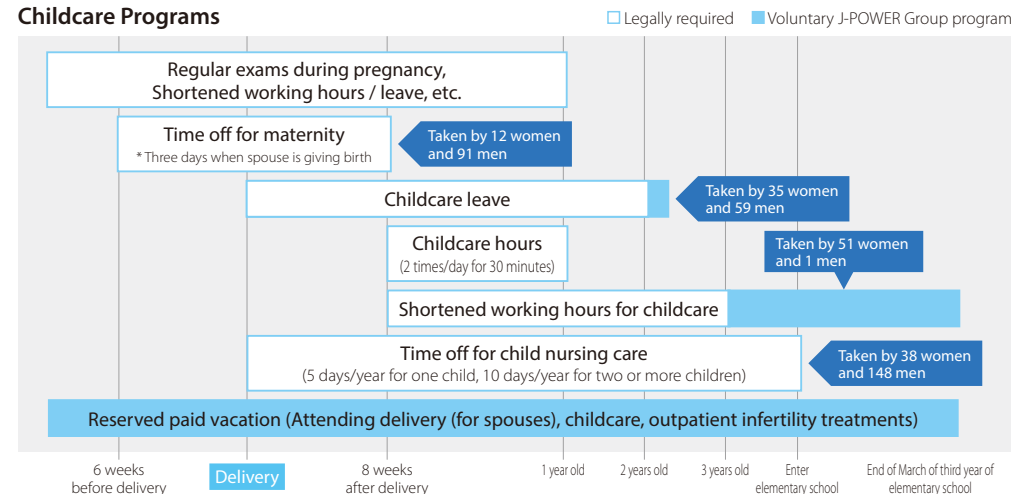 Childcare Programs
Legally required
Voluntary J-POWER Group program
Regular exams during pregnancy,
Shortened working hours / leave, etc.
Time off for maternity
* Three days when spouse is giving birth
Taken by 12 women
and 91 men
Childcare leave
Taken by 35 women
and 59 men
Childcare hours
(2 times/day for 30 minutes)
Taken by 51 women
and 1 men
Shortened working hours for childcare
Time off for child nursing care
(5 days/year for one child, 10 days/year for two or more children)
Taken by 38 women
and 148 men
Reserved paid vacation (Attending delivery (for spouses), childcare, outpatient infertility treatments)
6 weeks
before delivery
Delivery
8 weeks
after delivery
1 year old
2 years old
3 years old
Enter
elementary school
End of March of third year of
elementary school